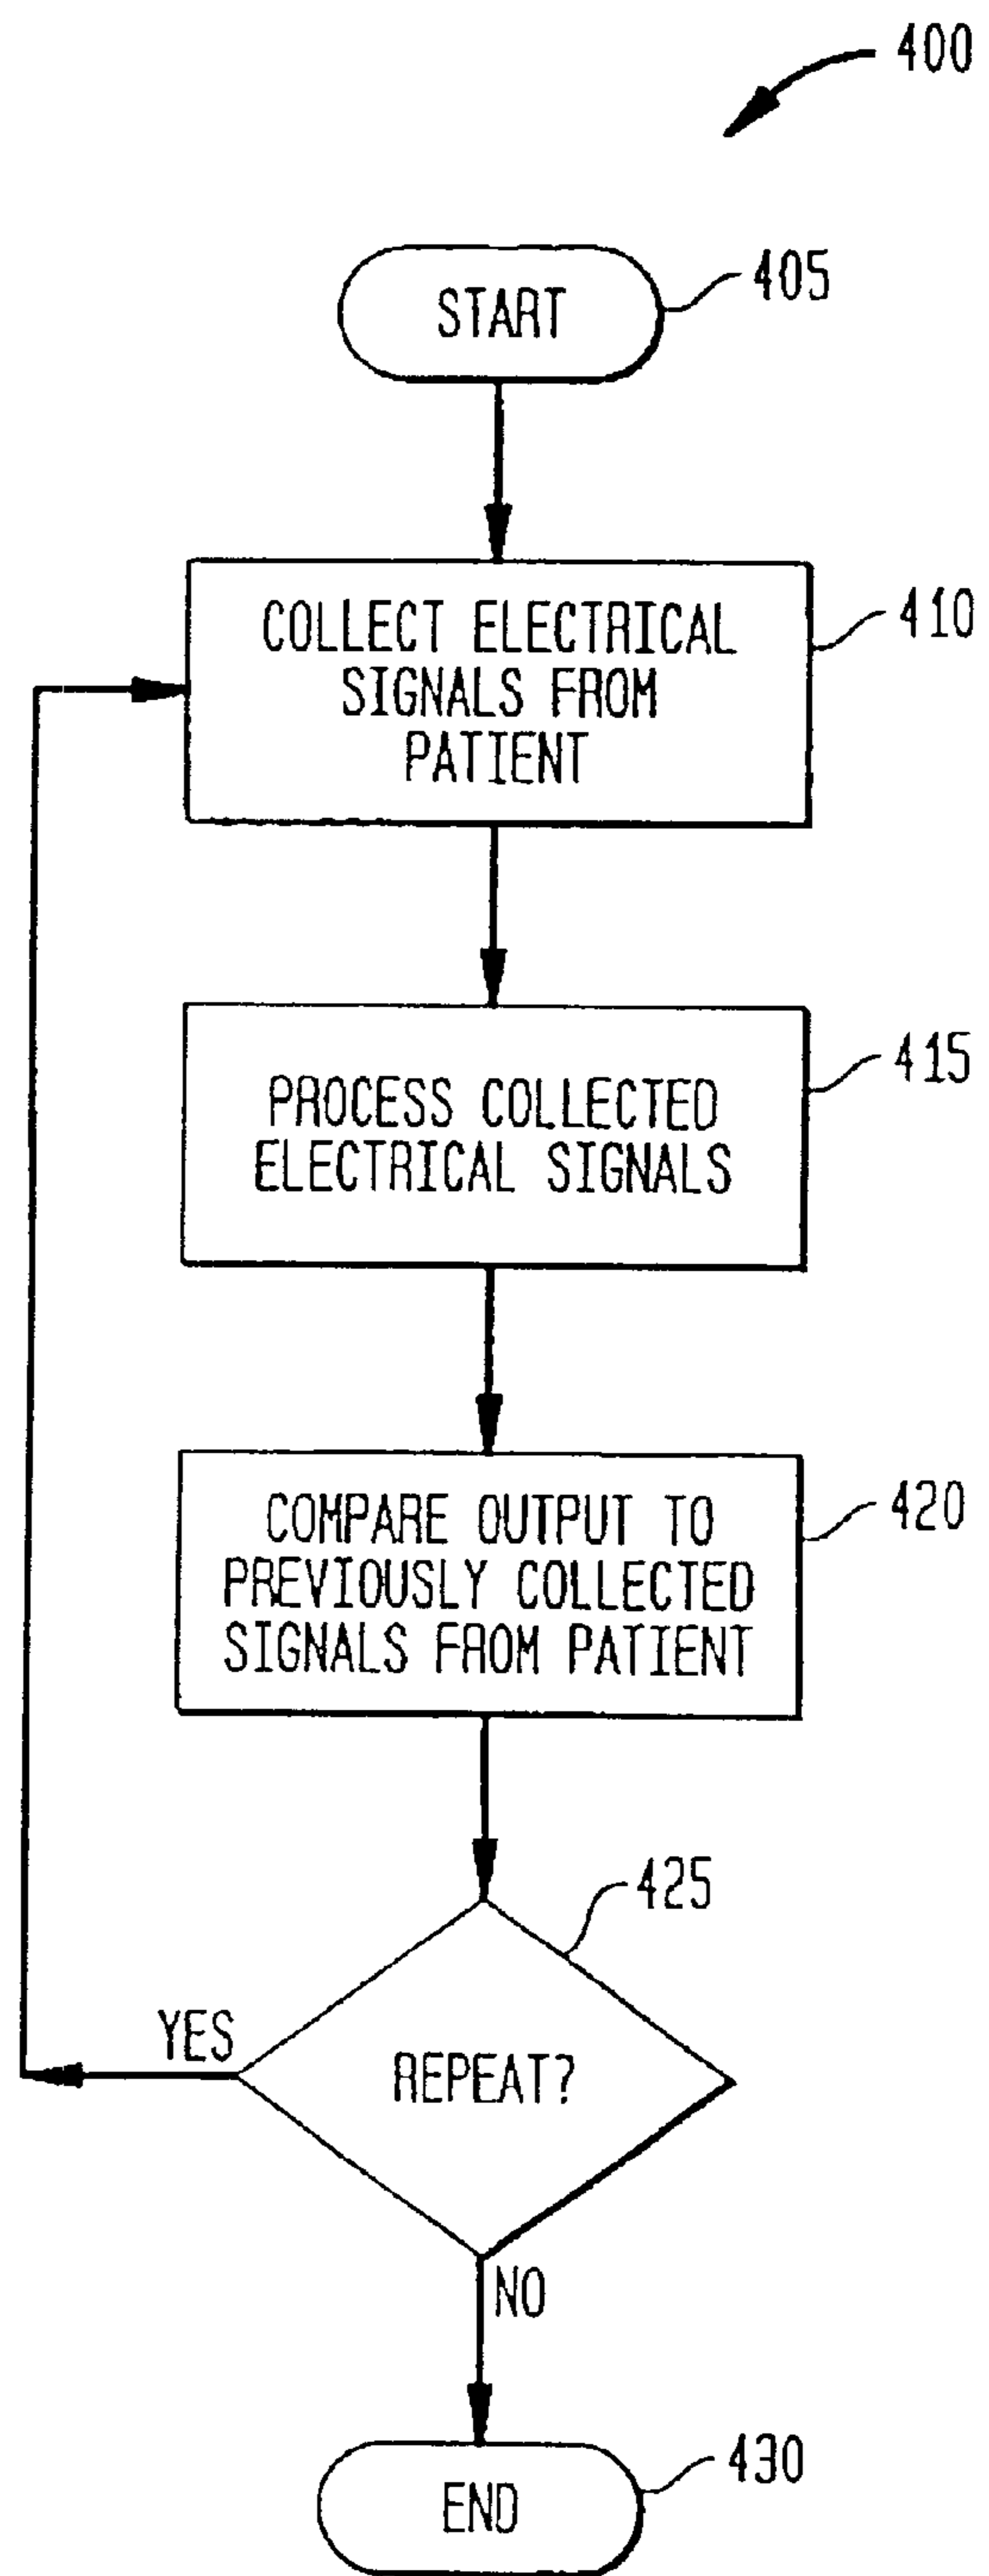 400
START
405
COLLECT ELECTRICAL
SIGNALS FROM
PATIENT
410
PROCESS COLLECTED
ELECTRICAL SIGNALS
415
COMPARE OUTPUT TO
PREVIOUSLY COLLECTED
SIGNALS FROM PATIENT
420
425
YES
REPEAT?
NO
END
430